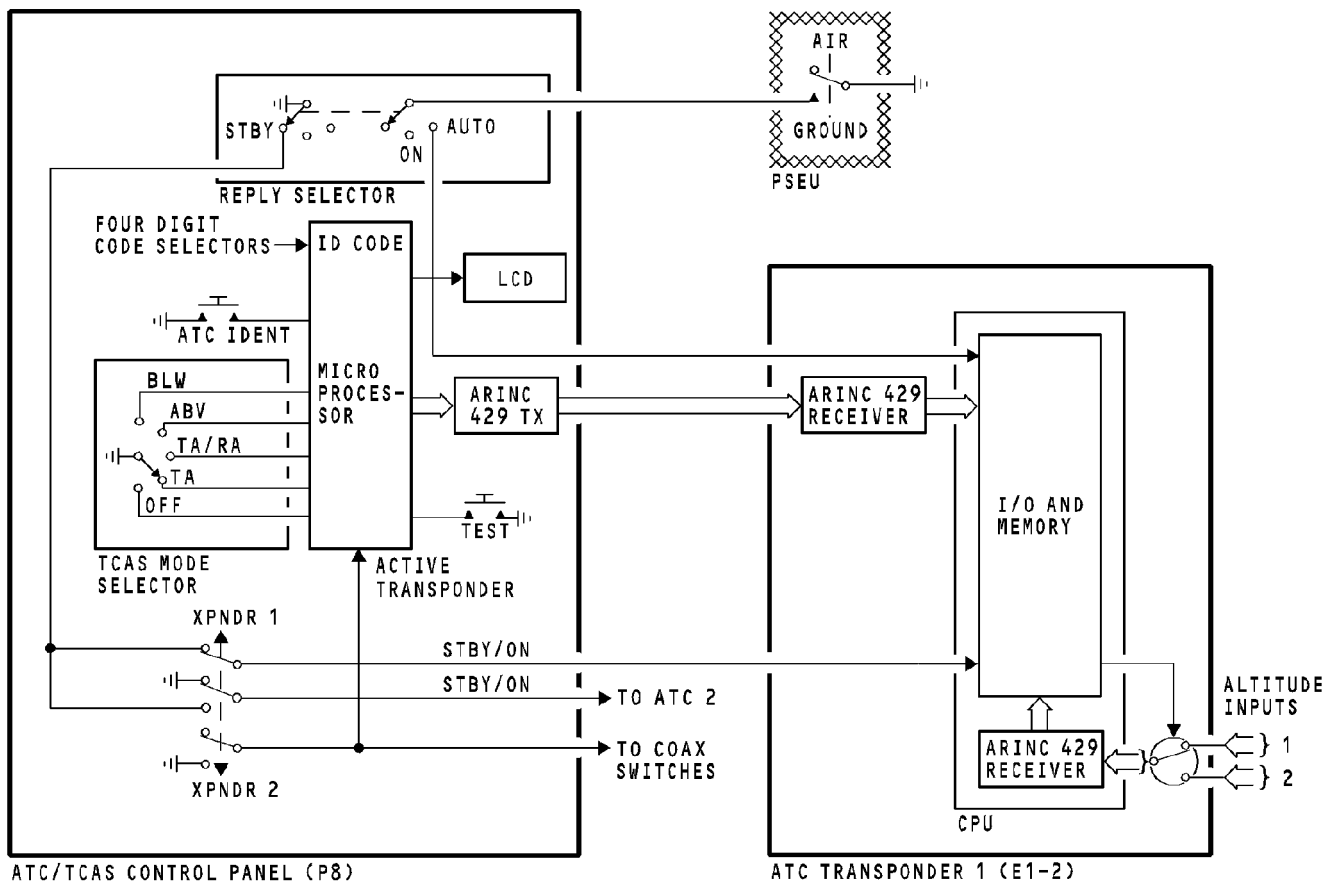 AIR
GROUND
PSEU
STBY
AUTO
ON
REPLY SELECTOR
FOUR DIGIT
CODE SELECTORS
ID CODE
LCD
ATC IDENT
MICRO
PROCES-
SOR
BLW
ABV
TA/RA
TA
OFF
TCAS MODE
SELECTOR
ARINC
429 TX
ARINC 429
RECEIVER
TEST
I/O AND
MEMORY
ACTIVE
TRANSPONDER
XPNDR 1
STBY/ON
STBY/ON
TO ATC 2
TO COAX
SWITCHES
XPNDR 2
ALTITUDE
INPUTS
1
2
ARINC 429
RECEIVER
CPU
ATC/TCAS CONTROL PANEL (P8)
ATC TRANSPONDER 1 (E1-2)